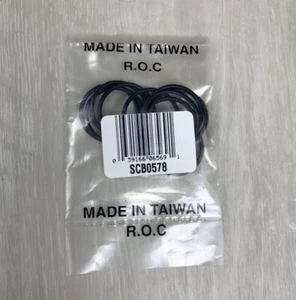 MADE IN TAIWAN
R.O.C
0 39166 06569 1
SCB0578
MADE IN TAIWAN
R.O.C